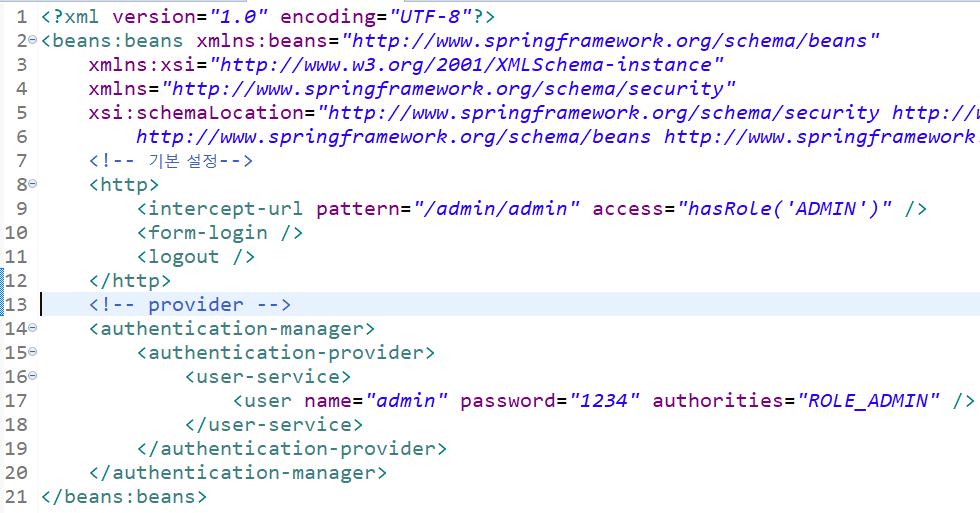 1 <?xml version="1.0" encoding="UTF-8"?>
2 <beans:beans xmlns:beans="http://www.springframework.org/schema/beans"
3 xmlns:xsi="http://www.w3.org/2001/XMLSchema-instance"
4 xmlns="http://www.springframework.org/schema/security"
5 xsi:schemaLocation="http://www.springframework.org/schema/security http://
6 http://www.springframework.org/schema/beans http://www.springframework
7 <!-- 기본 설정-->
8 <http>
9 <intercept-url pattern="/admin/admin" access="hasRole('ADMIN')" />
10 <form-login />
11 <logout />
12 </http>
13 <!-- provider -->
14 <authentication-manager>
15 <authentication-provider>
16 <user-service>
17 <user name="admin" password="1234" authorities="ROLE_ADMIN" />
18 </user-service>
19 </authentication-provider>
20 </authentication-manager>
21 </beans:beans>